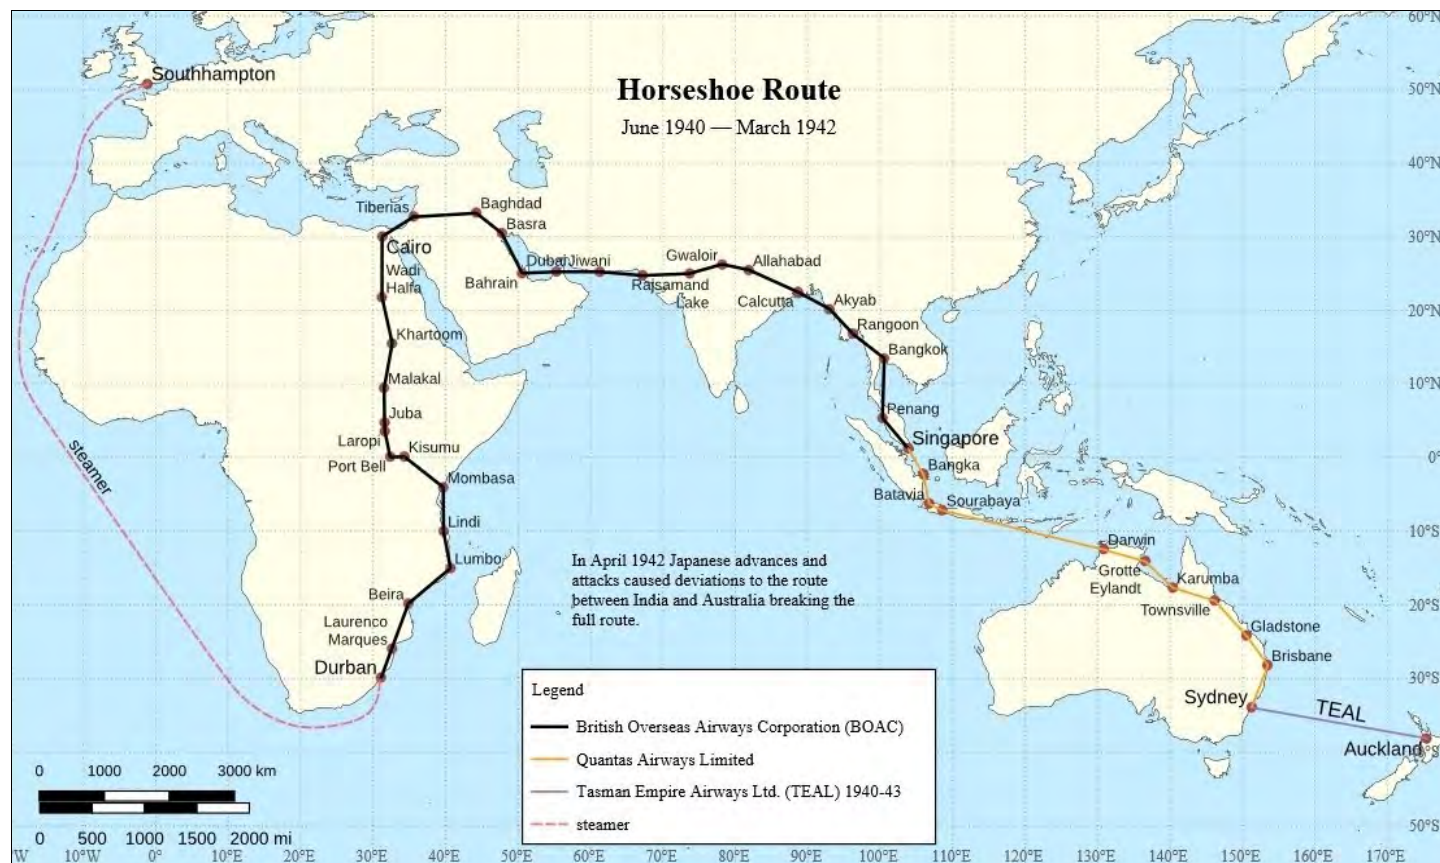 Horseshoe Route
June 1940 — March 1942
60°N
Southhampton
50°N
40°N
Tiberias
Baghdad
Basra
30°N
Cairo
Wadi
Halfa
Bahrain
Dubai
Jiwani
Rajsamand
Lake
Gwaloir
Allahabad
Calcutta
Akyab
20°N
Khartoom
Rangoon
Bangkok
Malakal
10°N
Juba
Penang
Laropi
Kisumu
Port Bell
Singapore
0°
steamer
Mombasa
Bangka
Batavia
Sourabaya
Lindi
10°S
Lumbo
Darwin
Grotte
Eylandt
Karumba
Beira
Townsville
20°S
Laurenco
Marques
Gladstone
Brisbane
Durban
30°S
Sydney
TEAL
Auckland
40°S
In April 1942 Japanese advances and
attacks caused deviations to the route
between India and Australia breaking the
full route.
Legend
British Overseas Airways Corporation (BOAC)
Quantas Airways Limited
Tasman Empire Airways Ltd. (TEAL) 1940-43
steamer
0 1000 2000 3000 km
0 500 1000 1500 2000 mi
50°S
°W 10°W 0° 10°E 20°E 30°E 40°E 50°E 60°E 70°E 80°E 90°E 100°E 110°E 120°E 130°E 140°E 150°E 160°E 170°E